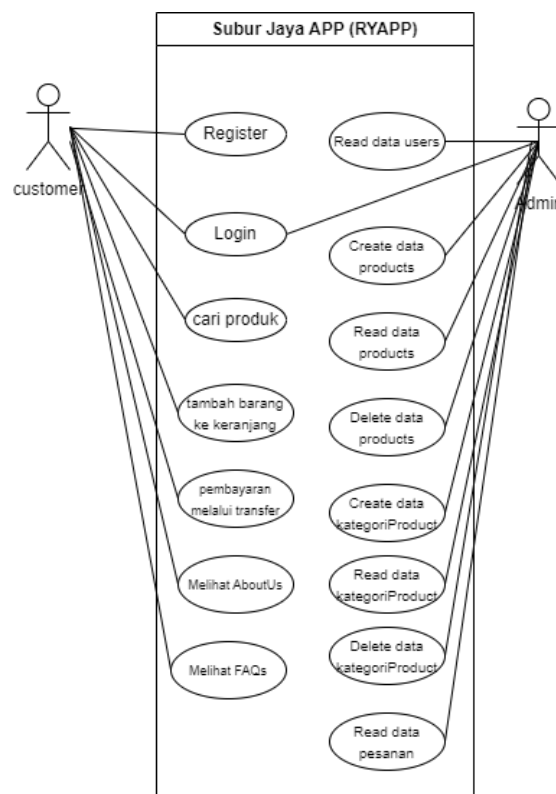 Subur Jaya APP (RYAPP)
customer
Admin
Register
Login
cari produk
tambah barang
ke keranjang
pembayaran
melalui transfer
Melihat AboutUs
Melihat FAQs
Read data users
Create data
products
Read data
products
Delete data
products
Create data
kategoriProduct
Read data
kategoriProduct
Delete data
kategoriProduct
Read data
pesanan